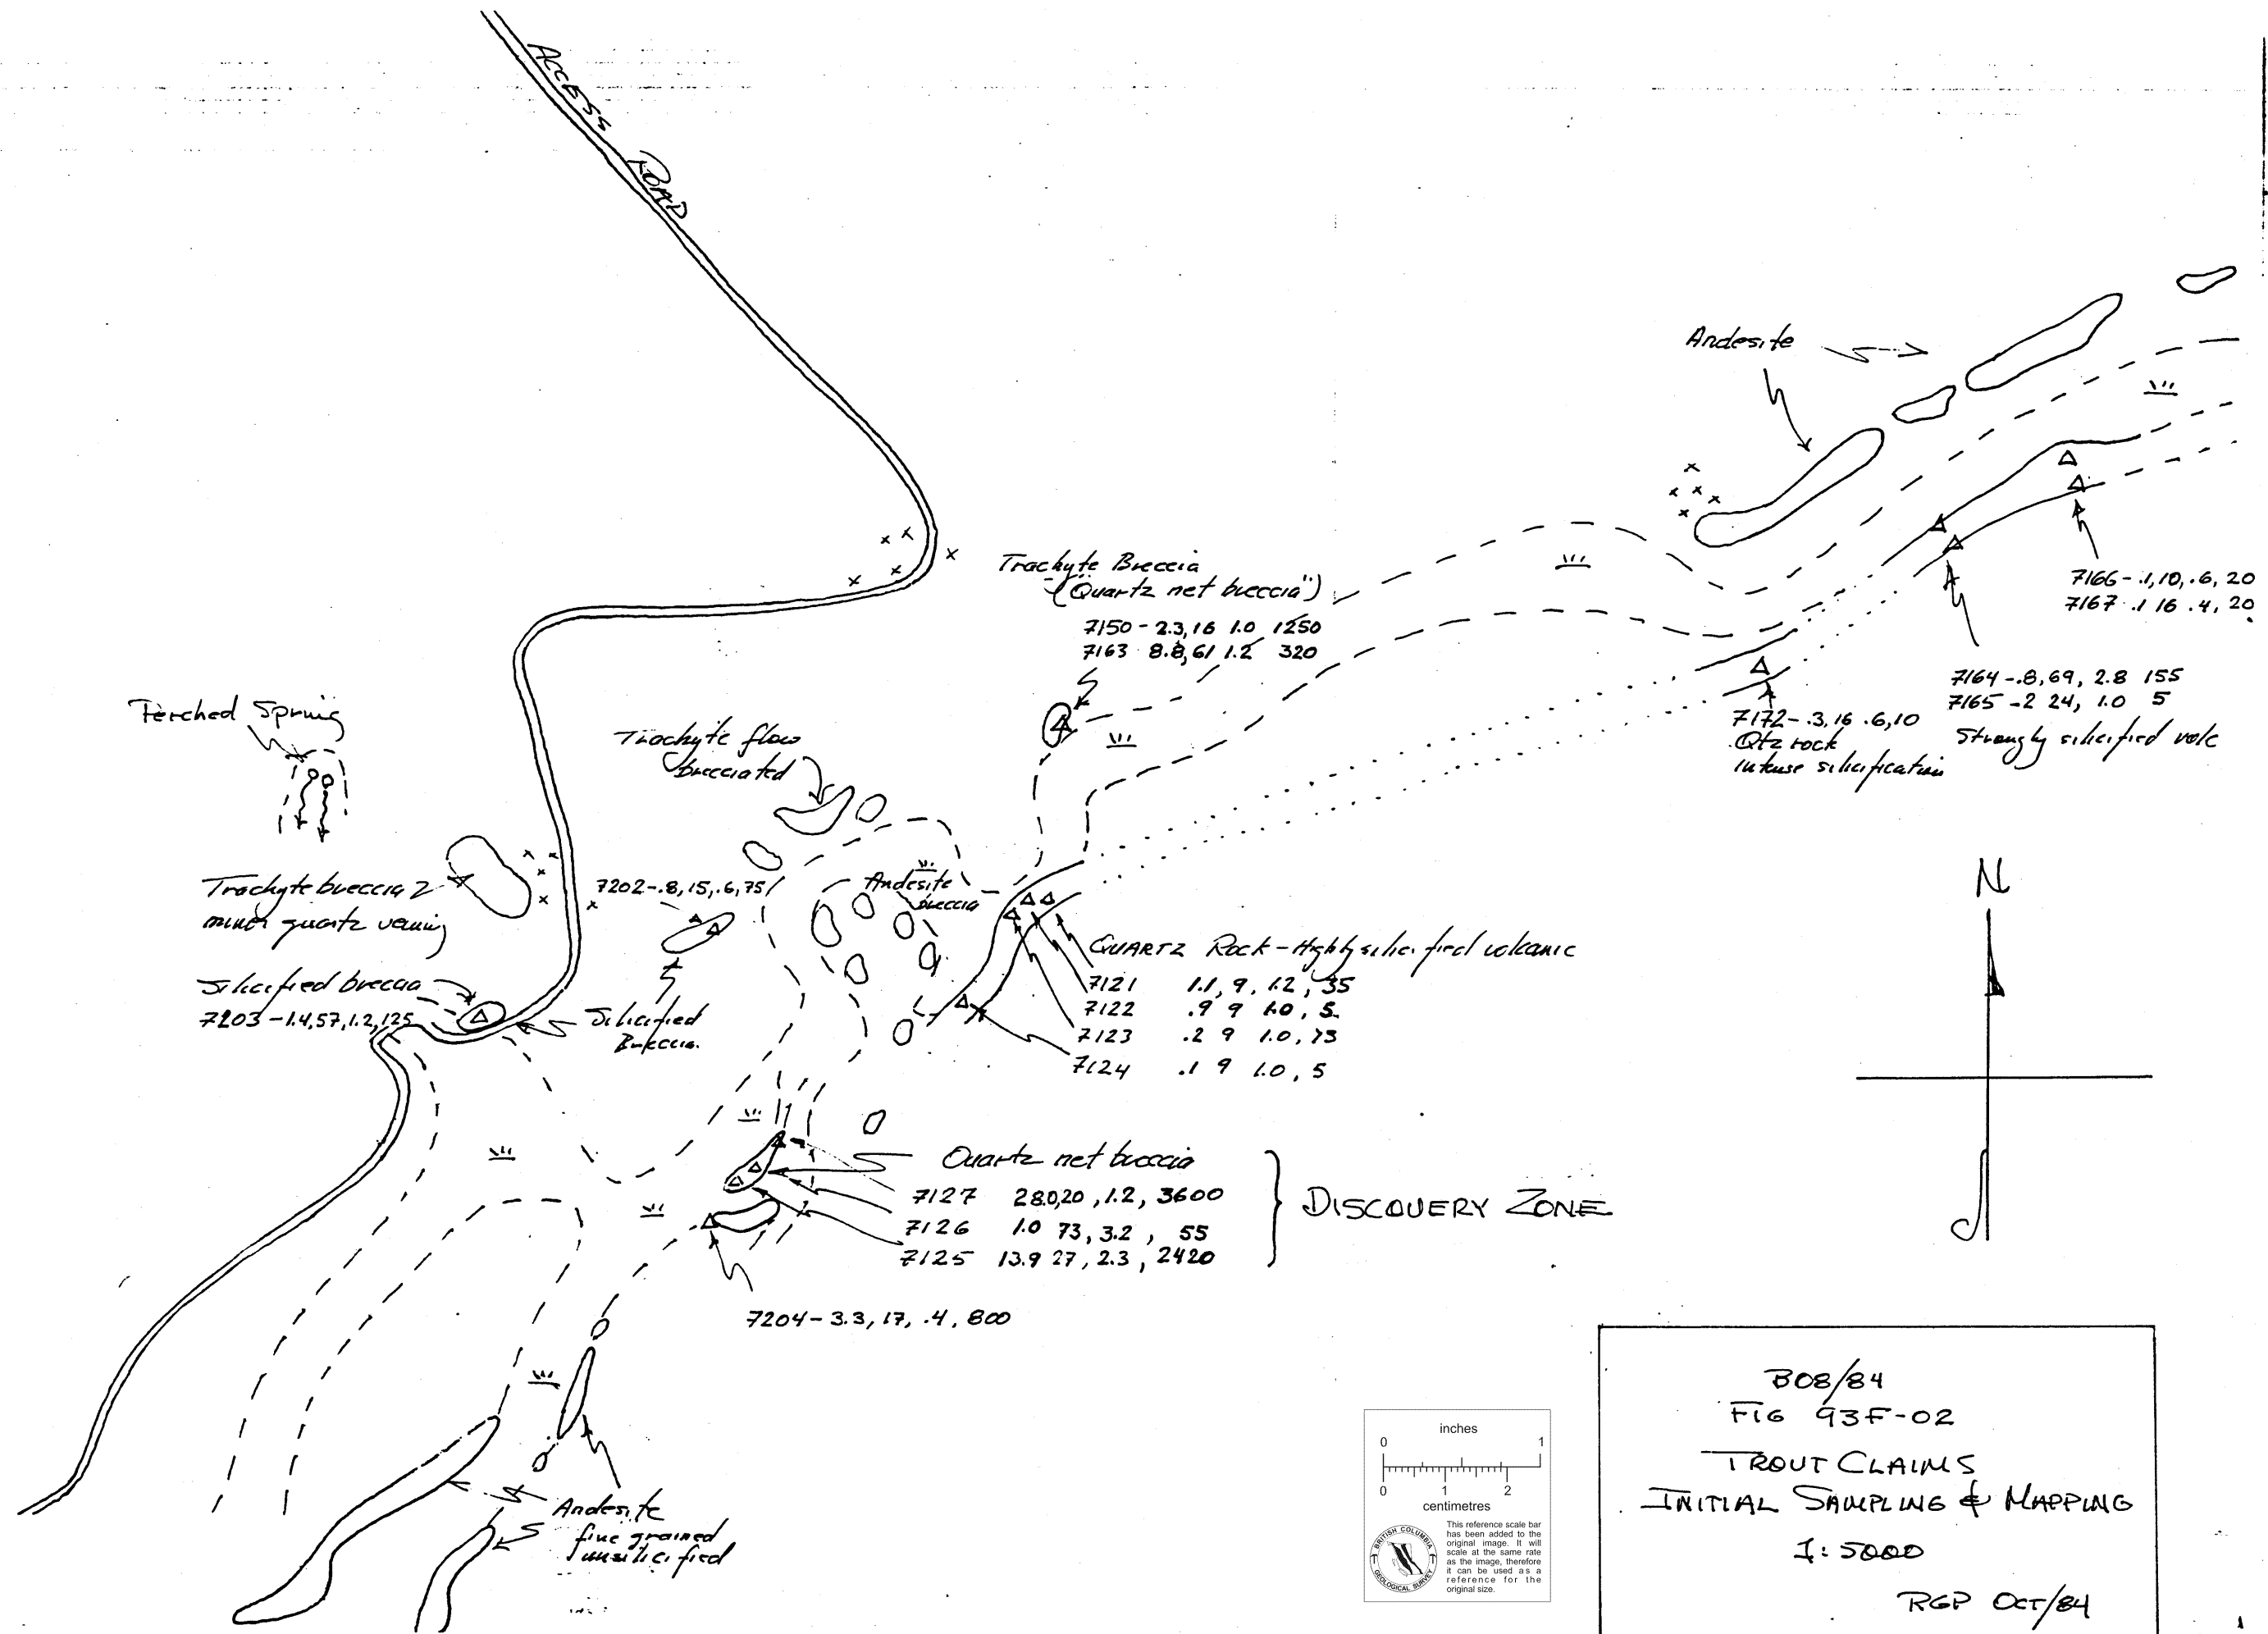 Access Road
Andesite
Trachyte Breccia
("Quartz net breccia")
7150 - 2.3, 16 1.0 1250
7163 8.8, 61 1.2 320
7166 - .1, 10, .6, 20
7167 .1 16 .4, 20
7164 - .8, 69, 2.8 155
7165 - 2 24, 1.0 5
Strongly silicified volc
7172 - .3, 16 .6, 10
Qtz rock
intense silicification
Perched Spring
Trachyte flow
brecciated
Trachyte breccia
minor quartz veining
7202 - .8, 15, .6, 75
Andesite
breccia
Silicified breccia
7203 - 1.4, 57, 1.2, 125
Silicified
Breccia
QUARTZ Rock - Highly silicified volcanic
7121 1.1, 9, 1.2, 35
7122 .9 9 1.0, 5
7123 .2 9 1.0, 75
7124 .1 9 1.0, 5
Quartz net breccia
7127 28.0, 20, 1.2, 3600
7126 1.0 73, 3.2, 55
7125 13.9 27, 2.3, 2420
DISCOVERY ZONE
7204 - 3.3, 17, .4, 800
Andesite
fine grained
unsilicified
N
inches
0 1
0 1 2
centimetres
This reference scale bar
has been added to the
original image. It will
scale at the same rate
as the image, therefore
it can be used as a
reference for the
original size.
BRITISH COLUMBIA
GEOLOGICAL SURVEY
B08/84
FIG 93F-02
TROUT CLAIMS
INITIAL SAMPLING & MAPPING
1:5000
RGP OCT/84